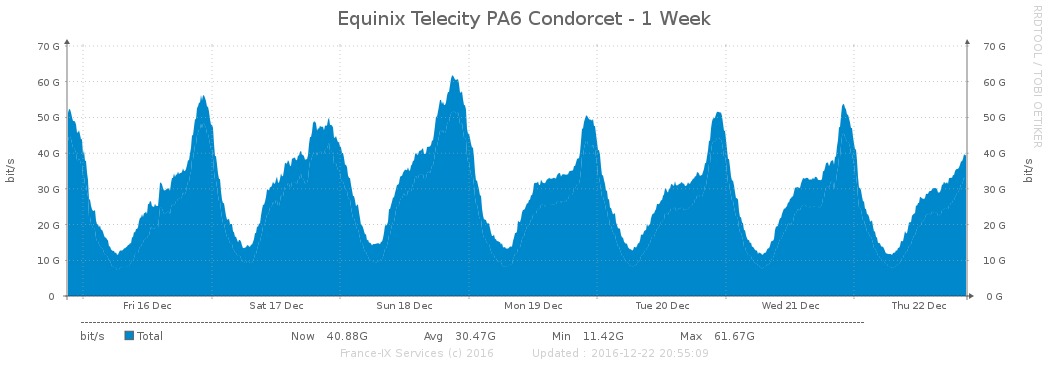 Equinix Telecity PA6 Condorcet - 1 Week
RRDTOOL / TOBI OETIKER
70 G 70 G
60 G 60 G
50 G 50 G
40 G 40 G
30 G 30 G
20 G 20 G
10 G 10 G
0 0 G
bit/s
bit/s
Fri 16 Dec Sat 17 Dec Sun 18 Dec Mon 19 Dec Tue 20 Dec Wed 21 Dec Thu 22 Dec
bit/s Total Now 40.88G Avg 30.47G Min 11.42G Max 61.67G
France-IX Services (c) 2016 Updated : 2016-12-22 20:55:09